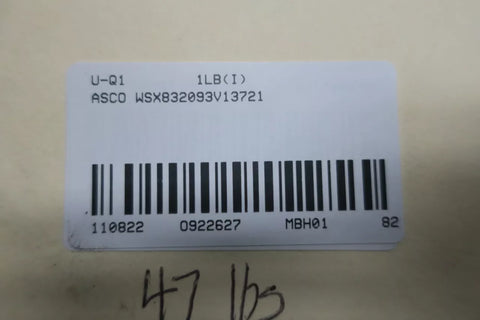 U-Q1 1LB(I)
ASCO WSX832093V13721
110822 0922627 MBH01 82
47 lbs